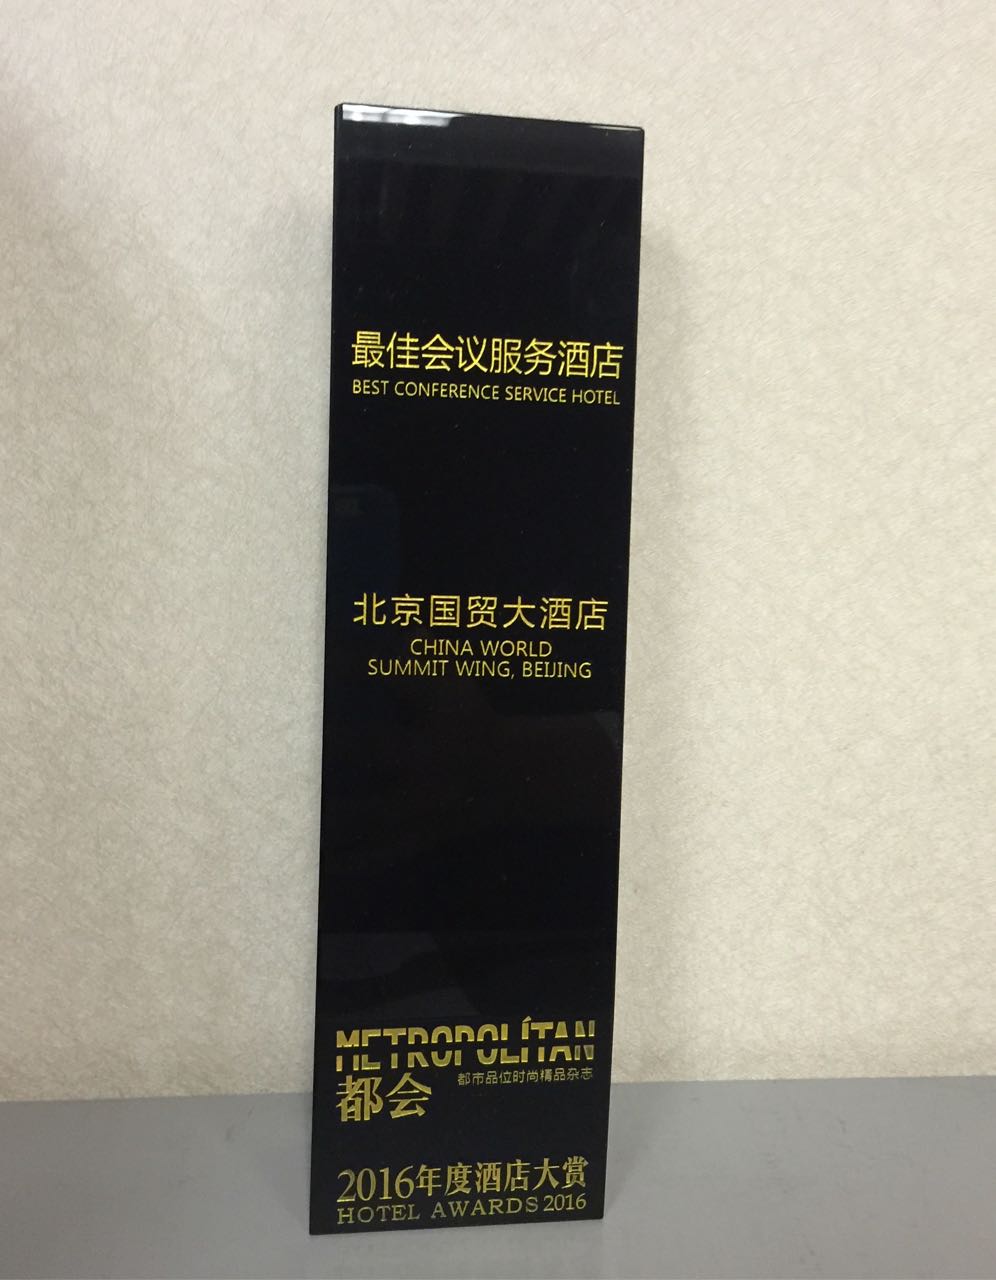 最佳会议服务酒店
BEST CONFERENCE SERVICE HOTEL
北京国贸大酒店
CHINA WORLD
SUMMIT WING, BEIJING
METROPOLÍTAN
都会 都市品位时尚精品杂志
2016年度酒店大赏
HOTEL AWARDS 2016